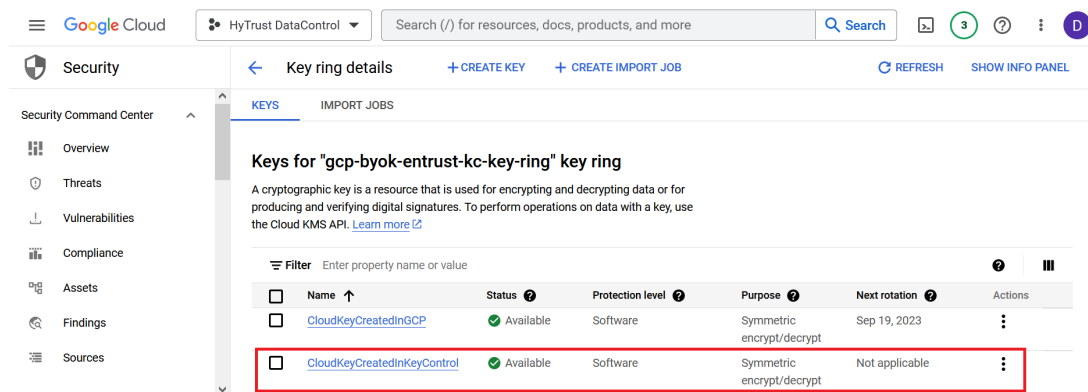 Google Cloud
HyTrust DataControl
Search (/) for resources, docs, products, and more
Search
3
D
Security
Key ring details
+ CREATE KEY
+ CREATE IMPORT JOB
REFRESH
SHOW INFO PANEL
Security Command Center
Overview
Threats
Vulnerabilities
Compliance
Assets
Findings
Sources
KEYS
IMPORT JOBS
Keys for "gcp-byok-entrust-kc-key-ring" key ring
A cryptographic key is a resource that is used for encrypting and decrypting data or for
producing and verifying digital signatures. To perform operations on data with a key, use
the Cloud KMS API. Learn more
Filter Enter property name or value
Name Status Protection level Purpose Next rotation Actions
CloudKeyCreatedInGCP Available Software Symmetric Sep 19, 2023
encrypt/decrypt
CloudKeyCreatedInKeyControl Available Software Symmetric Not applicable
encrypt/decrypt